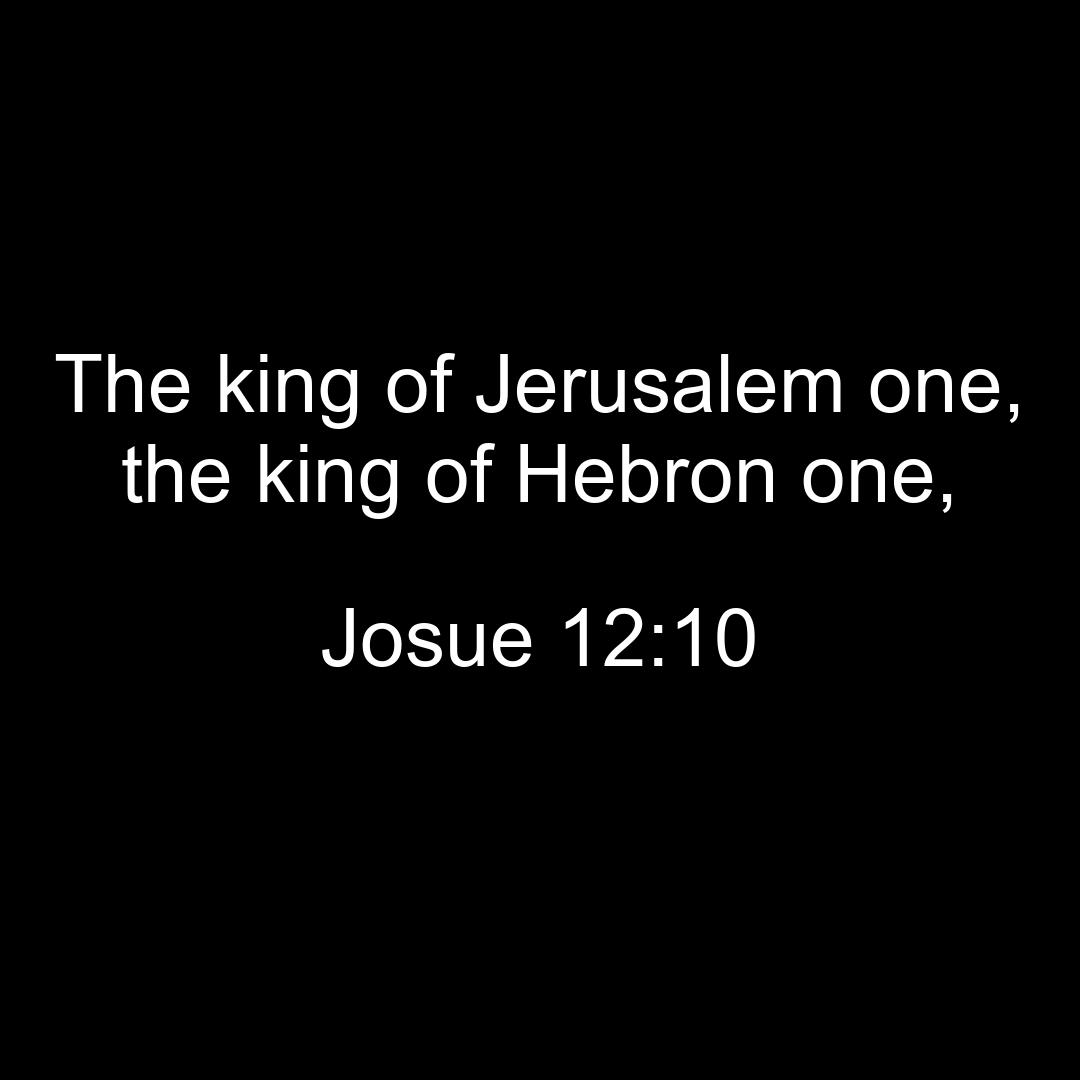 The king of Jerusalem one,
the king of Hebron one,
Josue 12:10